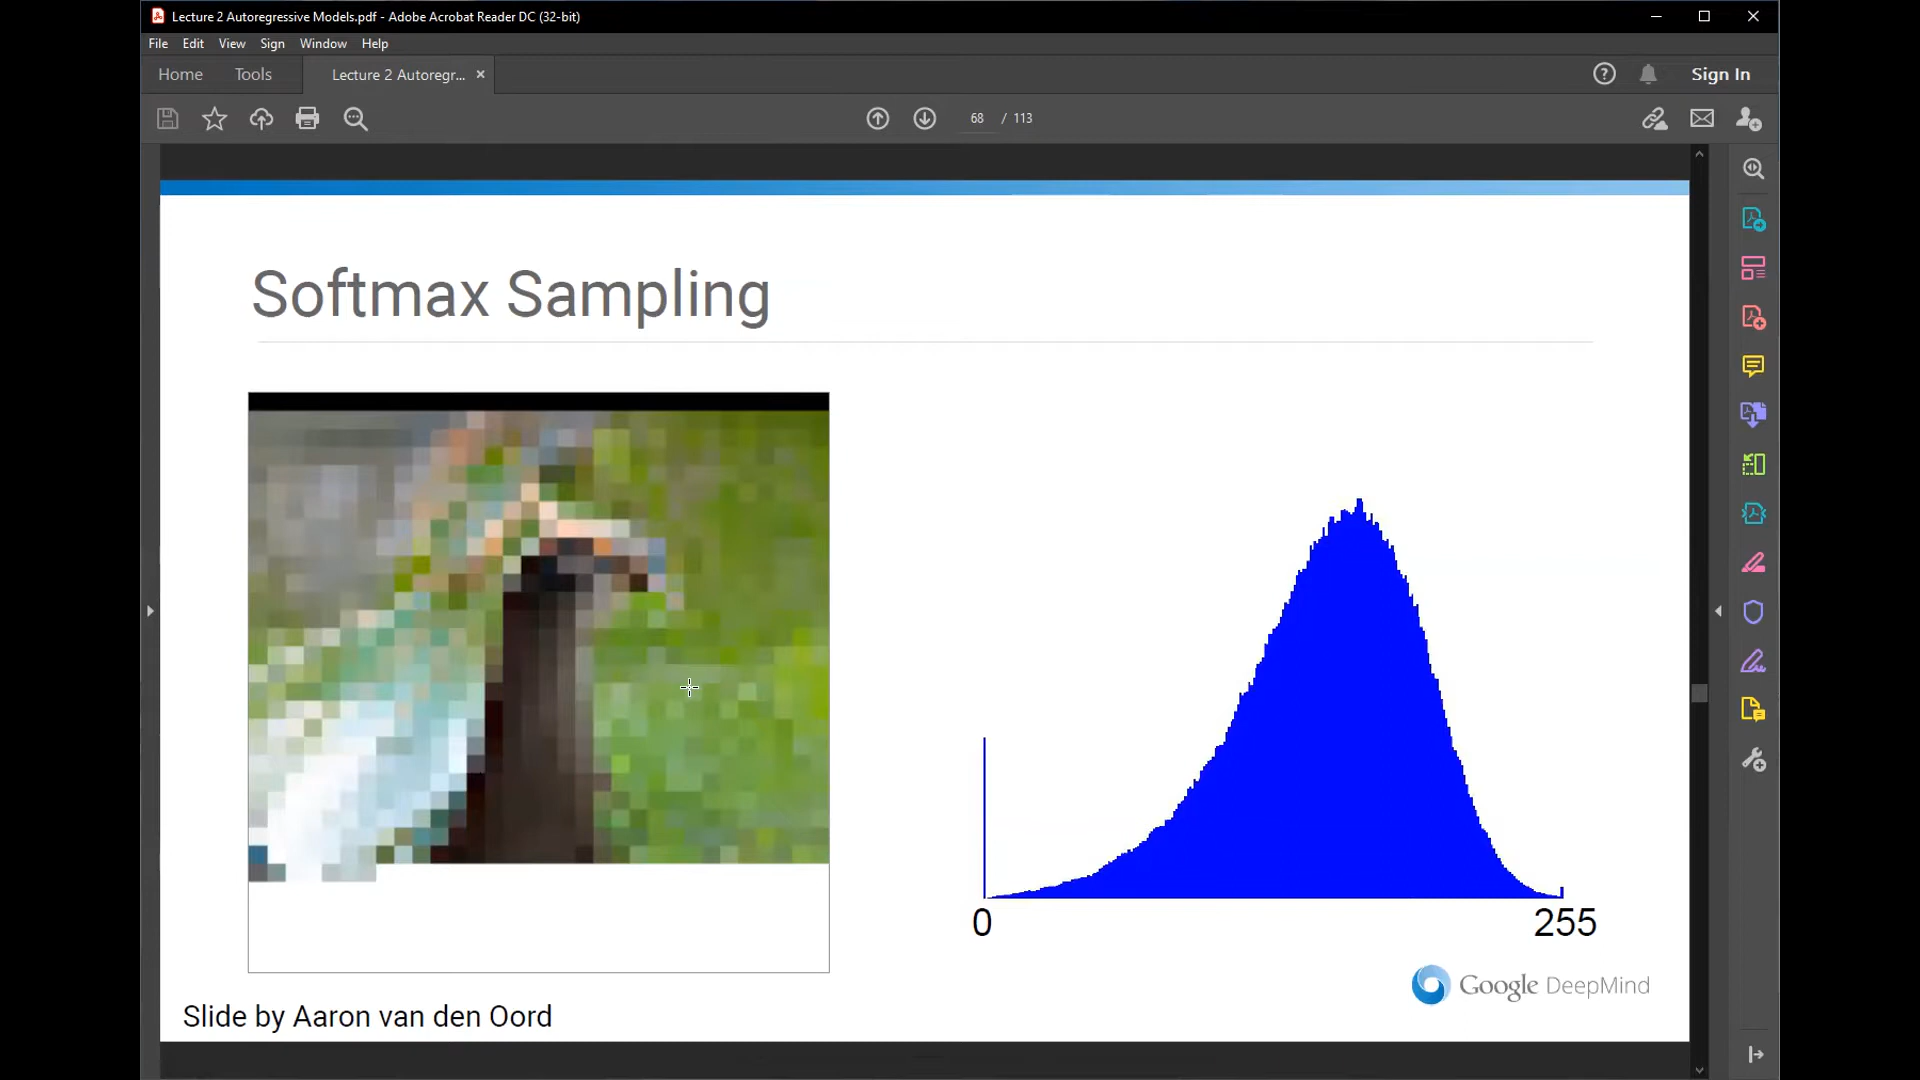 Lecture 2 Autoregressive Models.pdf - Adobe Acrobat Reader DC (32-bit)
File Edit View Sign Window Help
Home Tools Lecture 2 Autoregr... × Sign In
68 / 113
Softmax Sampling
0 255
Google DeepMind
Slide by Aaron van den Oord